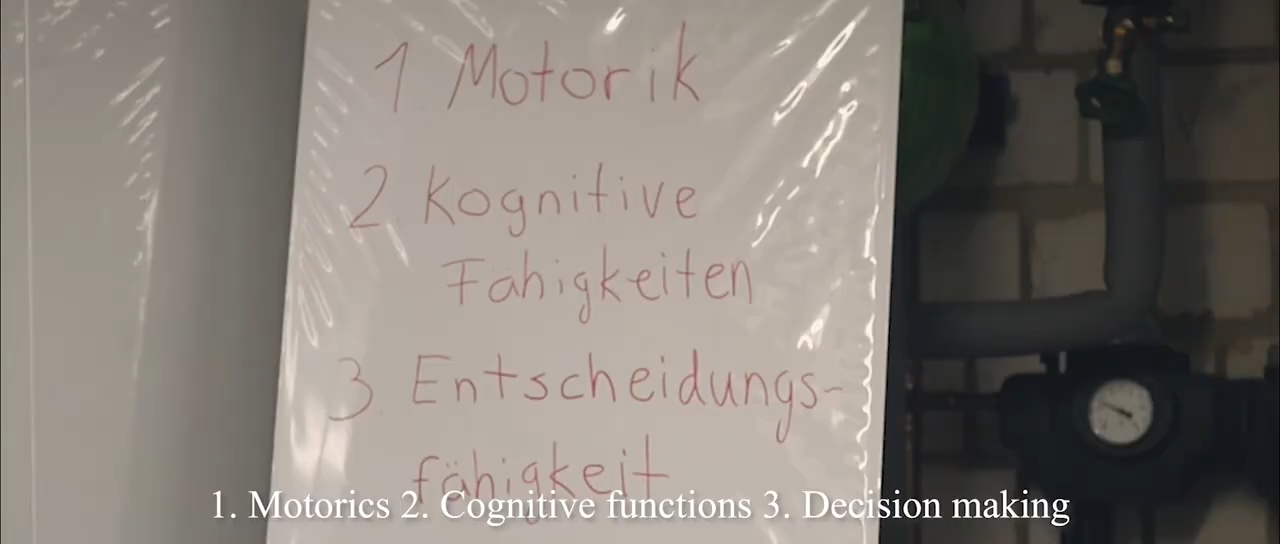 1 Motorik
2 Kognitive
Fähigkeiten
3. Entscheidungs-
fähigkeit
1. Motorics 2. Cognitive functions 3. Decision making